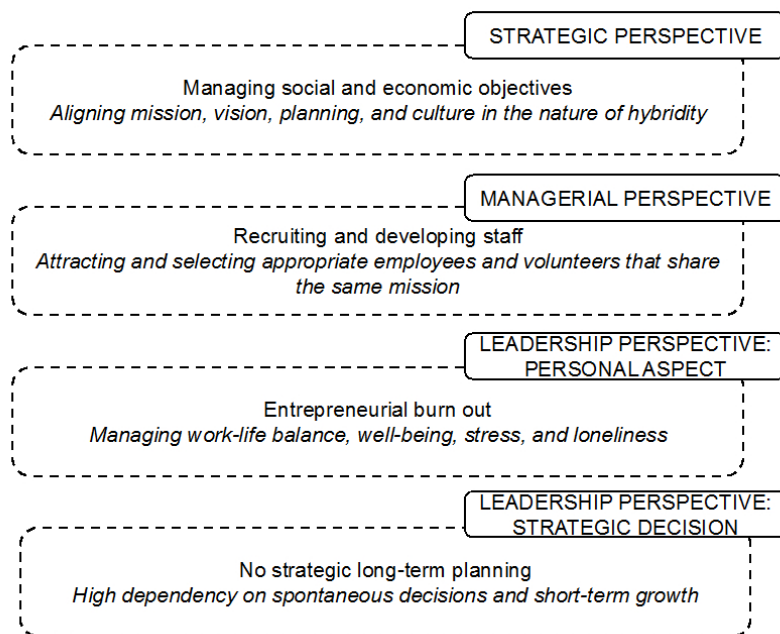 STRATEGIC PERSPECTIVE
Managing social and economic objectives
Aligning mission, vision, planning, and culture in the nature of hybridity
MANAGERIAL PERSPECTIVE
Recruiting and developing staff
Attracting and selecting appropriate employees and volunteers that share
the same mission
LEADERSHIP PERSPECTIVE:
PERSONAL ASPECT
Entrepreneurial burn out
Managing work-life balance, well-being, stress, and loneliness
LEADERSHIP PERSPECTIVE:
STRATEGIC DECISION
No strategic long-term planning
High dependency on spontaneous decisions and short-term growth